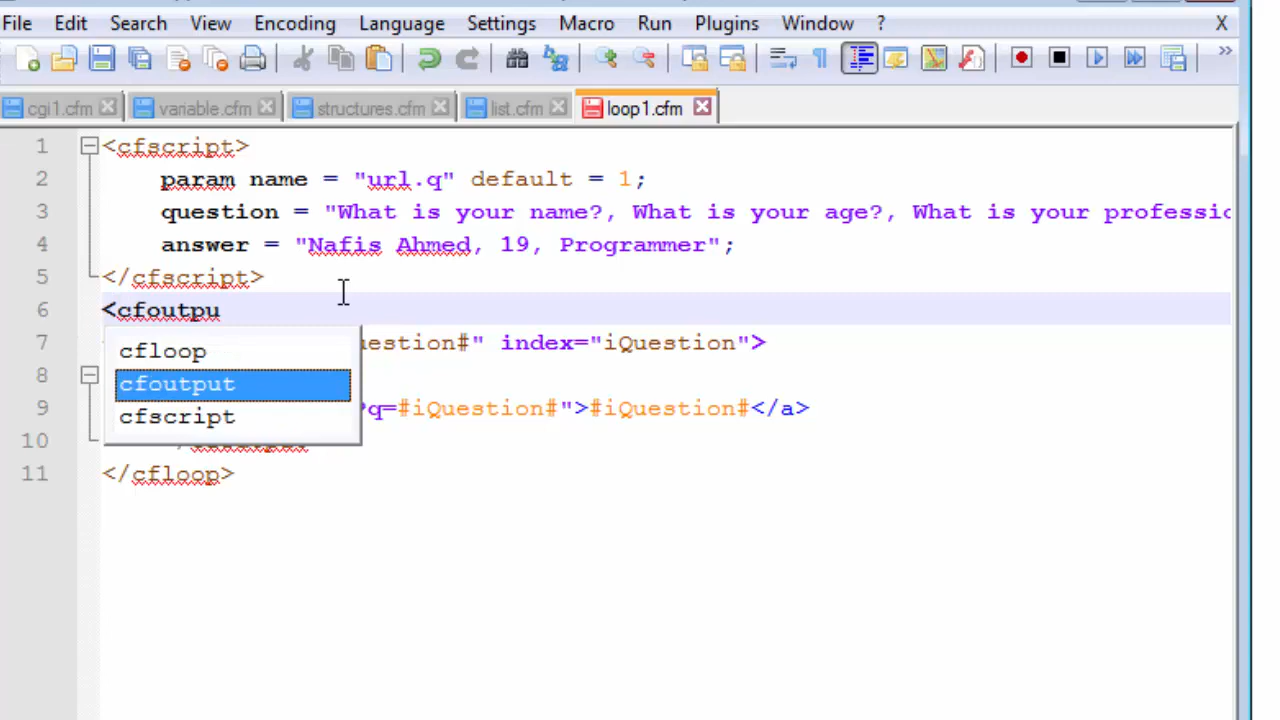 File Edit Search View Encoding Language Settings Macro Run Plugins Window ? X
cgi1.cfm variable.cfm structures.cfm list.cfm loop1.cfm
1 <cfscript>
2 param name = "url.q" default = 1;
3 question = "What is your name?, What is your age?, What is your professio
4 answer = "Nafis Ahmed, 19, Programmer";
5 </cfscript>
6 <cfoutpu
7 uestion#" index="iQuestion">
8
9 ?q=#iQuestion#">#iQuestion#</a>
10
11 </cfloop>
cfloop
cfoutput
cfscript